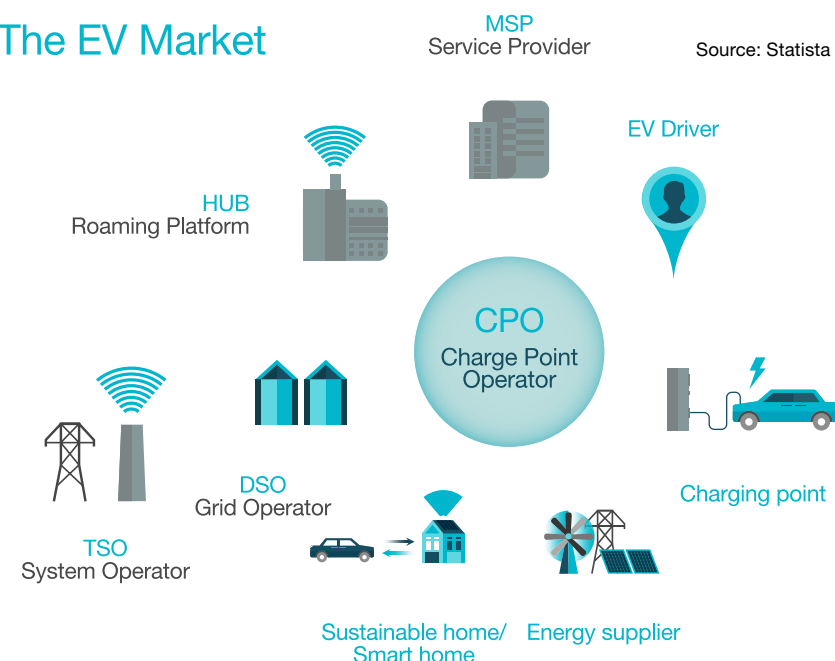 The EV Market
MSP
Service Provider
Source: Statista
EV Driver
HUB
Roaming Platform
CPO
Charge Point
Operator
DSO
Grid Operator
Charging point
TSO
System Operator
Sustainable home/
Smart home
Energy supplier